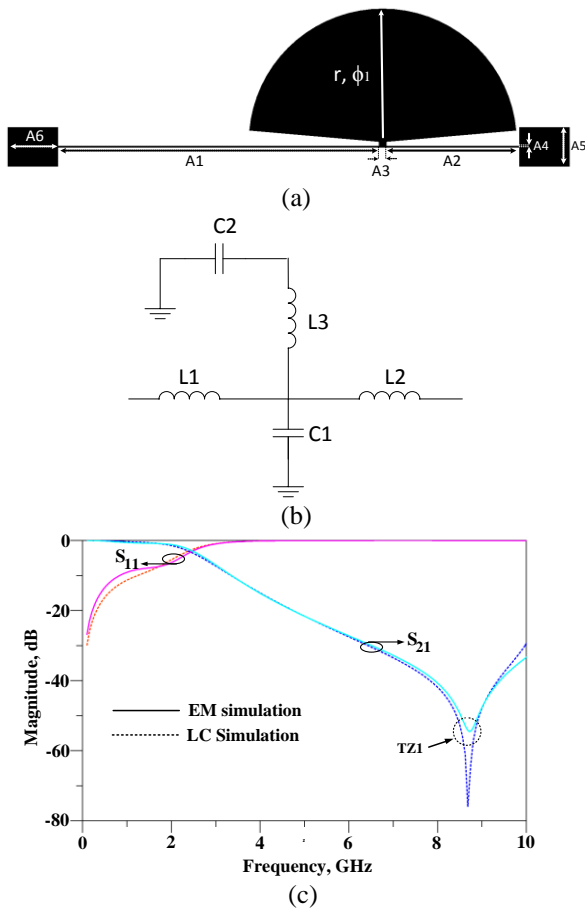 r, ϕ1
A6
A5
A4
A1
A2
A3
(a)
C2
L3
L1
L2
C1
(b)
0
S11
-20
S21
-40
EM simulation
LC Simulation
TZ1
-60
-80
0
2
4
6
8
10
Magnitude, dB
Frequency, GHz
(c)